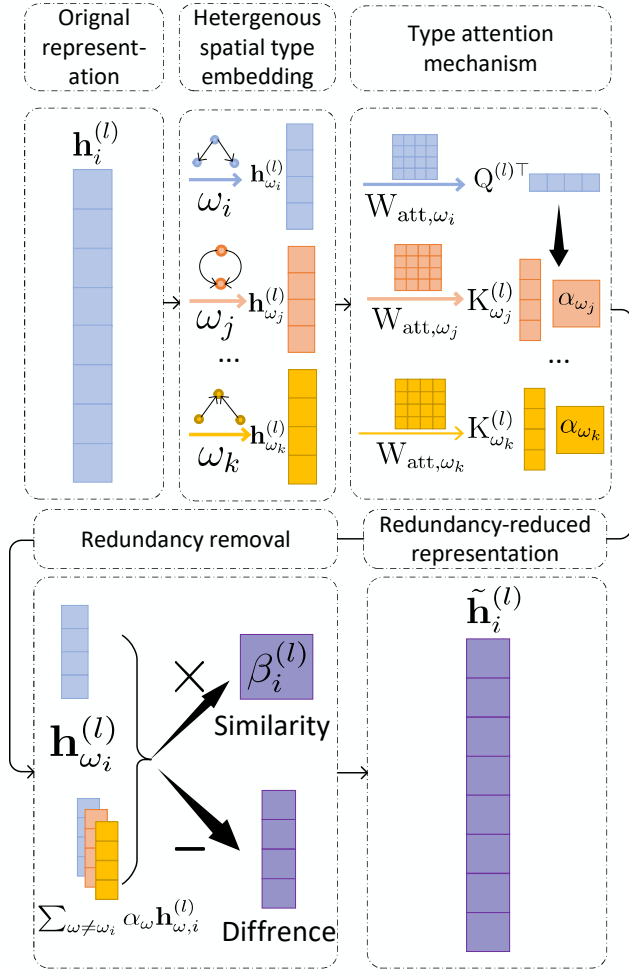 Orignal
represent-
ation
Hetergenous
spatial type
embedding
Type attention
mechanism
h_i^{(l)}
ω_i
h_{ω_i}^{(l)}
W_{att,ω_i}
Q^{(l)⊤}
ω_j
h_{ω_j}^{(l)}
W_{att,ω_j}
K_{ω_j}^{(l)}
α_{ω_j}
...
...
ω_k
h_{ω_k}^{(l)}
W_{att,ω_k}
K_{ω_k}^{(l)}
α_{ω_k}
Redundancy removal
Redundancy-reduced
representation
h_{ω_i}^{(l)}
×
β_i^{(l)}
Similarity
−
∑_{ω≠ω_i} α_ω h_{ω,i}^{(l)}
Diffrence
h̃_i^{(l)}